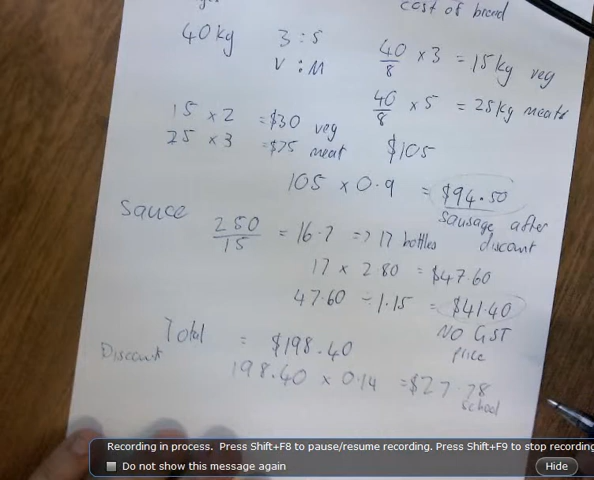 cost of bread
40kg 3 : 5 40/8 × 3 = 15kg veg
V : M
40/8 × 5 = 25kg meat
15 × 2 = $30 veg
25 × 3 = $75 meat $105
105 × 0.9 = $94.50
sausage after discount
Sauce 250/15 = 16.7 => 17 bottles
17 × 2.80 = $47.60
47.60 ÷ 1.15 = $41.40
NO GST price
Total = $198.40
Discount 198.40 × 0.14 = $27.78
school
Recording in process. Press Shift+F8 to pause/resume recording. Press Shift+F9 to stop recording
Do not show this message again Hide